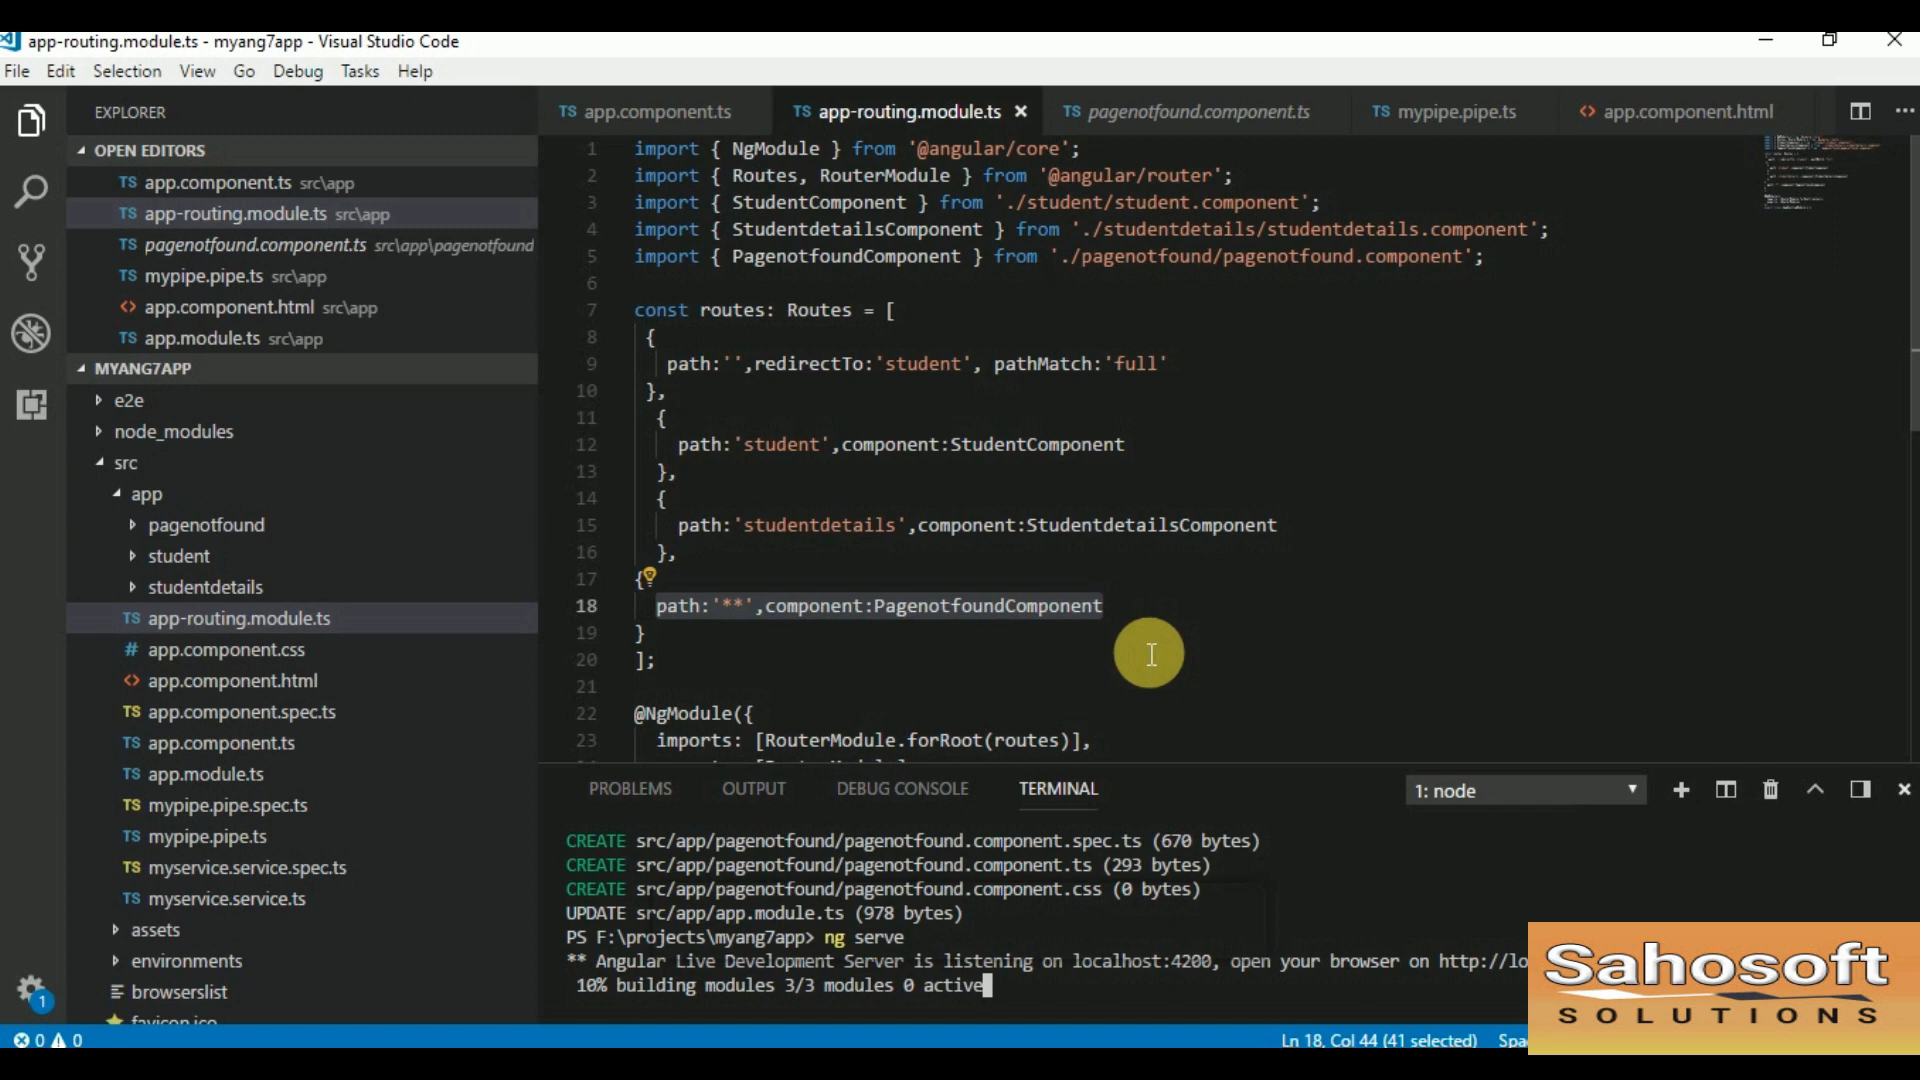 app-routing.module.ts - myang7app - Visual Studio Code
File Edit Selection View Go Debug Tasks Help
EXPLORER
OPEN EDITORS
TS app.component.ts src\app
TS app-routing.module.ts src\app
TS pagenotfound.component.ts src\app\pagenotfound
TS mypipe.pipe.ts src\app
<> app.component.html src\app
TS app.module.ts src\app
MYANG7APP
e2e
node_modules
src
app
pagenotfound
student
studentdetails
TS app-routing.module.ts
# app.component.css
<> app.component.html
TS app.component.spec.ts
TS app.component.ts
TS app.module.ts
TS mypipe.pipe.spec.ts
TS mypipe.pipe.ts
TS myservice.service.spec.ts
TS myservice.service.ts
assets
environments
browserslist
favicon.ico
1
TS app.component.ts TS app-routing.module.ts × TS pagenotfound.component.ts TS mypipe.pipe.ts <> app.component.html
1 import { NgModule } from '@angular/core';
2 import { Routes, RouterModule } from '@angular/router';
3 import { StudentComponent } from './student/student.component';
4 import { StudentdetailsComponent } from './studentdetails/studentdetails.component';
5 import { PagenotfoundComponent } from './pagenotfound/pagenotfound.component';
6
7 const routes: Routes = [
8 {
9 path:'',redirectTo:'student', pathMatch:'full'
10 },
11 {
12 path:'student',component:StudentComponent
13 },
14 {
15 path:'studentdetails',component:StudentdetailsComponent
16 },
17 {
18 path:'**',component:PagenotfoundComponent
19 }
20 ];
21
22 @NgModule({
23 imports: [RouterModule.forRoot(routes)],
PROBLEMS OUTPUT DEBUG CONSOLE TERMINAL 1: node
CREATE src/app/pagenotfound/pagenotfound.component.spec.ts (670 bytes)
CREATE src/app/pagenotfound/pagenotfound.component.ts (293 bytes)
CREATE src/app/pagenotfound/pagenotfound.component.css (0 bytes)
UPDATE src/app/app.module.ts (978 bytes)
PS F:\projects\myang7app> ng serve
** Angular Live Development Server is listening on localhost:4200, open your browser on http://lo
10% building modules 3/3 modules 0 active
0 0 Ln 18, Col 44 (41 selected) Spa
Sahosoft
SOLUTIONS